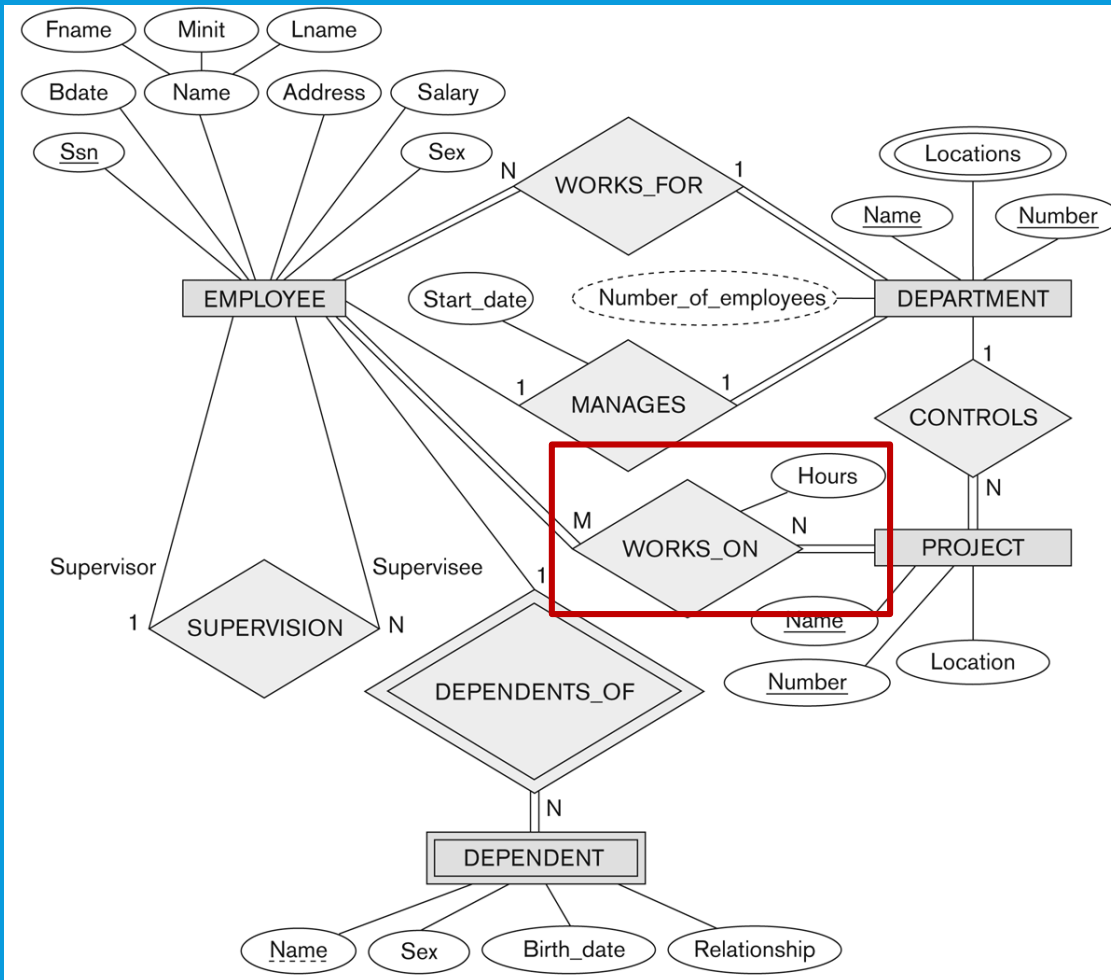 Fname Minit Lname
Bdate Name Address Salary
Ssn Sex
N WORKS_FOR 1
Locations
Name Number
EMPLOYEE Start_date Number_of_employees DEPARTMENT
1 MANAGES 1
1
CONTROLS
N
Hours
M WORKS_ON N PROJECT
Name
Number
Location
Supervisor Supervisee
1 SUPERVISION N
1
DEPENDENTS_OF
N
DEPENDENT
Name Sex Birth_date Relationship